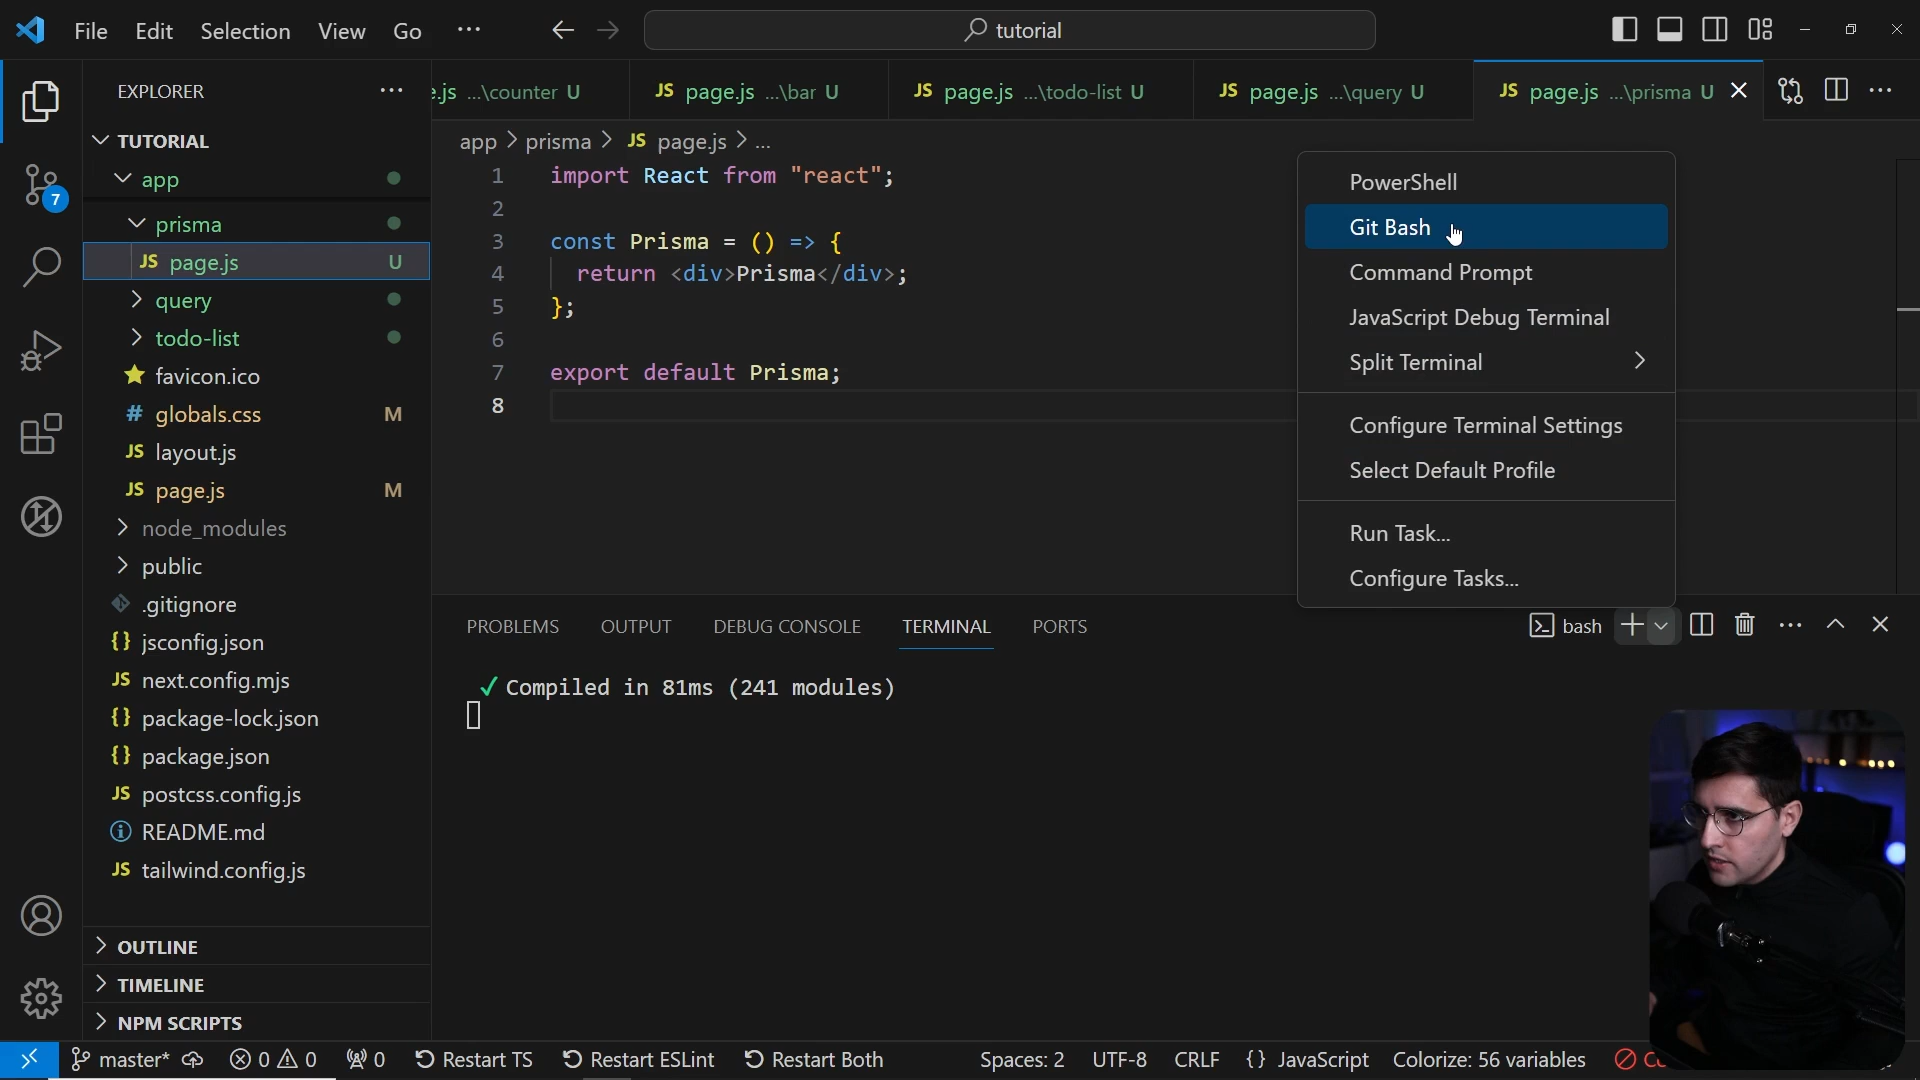 File Edit Selection View Go ···
tutorial
EXPLORER
TUTORIAL
app
prisma
JS page.js U
query
todo-list
favicon.ico
# globals.css M
JS layout.js
JS page.js M
node_modules
public
.gitignore
{} jsconfig.json
JS next.config.mjs
{} package-lock.json
{} package.json
JS postcss.config.js
README.md
JS tailwind.config.js
OUTLINE
TIMELINE
NPM SCRIPTS
7
.js ...\counter U
JS page.js ...\bar U
JS page.js ...\todo-list U
JS page.js ...\query U
JS page.js ...\prisma U
app > prisma > JS page.js > ...
1 import React from "react";
2
3 const Prisma = () => {
4 return <div>Prisma</div>;
5 };
6
7 export default Prisma;
8
PowerShell
Git Bash
Command Prompt
JavaScript Debug Terminal
Split Terminal
Configure Terminal Settings
Select Default Profile
Run Task...
Configure Tasks...
PROBLEMS OUTPUT DEBUG CONSOLE TERMINAL PORTS
bash
✓ Compiled in 81ms (241 modules)
master* 0 0 0 Restart TS Restart ESLint Restart Both Spaces: 2 UTF-8 CRLF {} JavaScript Colorize: 56 variables